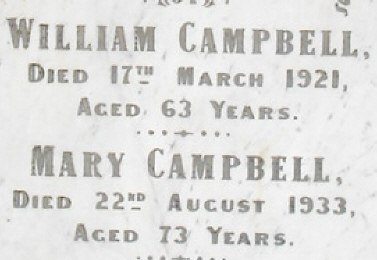 WILLIAM CAMPBELL,
DIED 17TH MARCH 1921,
AGED 63 YEARS.
MARY CAMPBELL,
DIED 22ND AUGUST 1933,
AGED 73 YEARS.